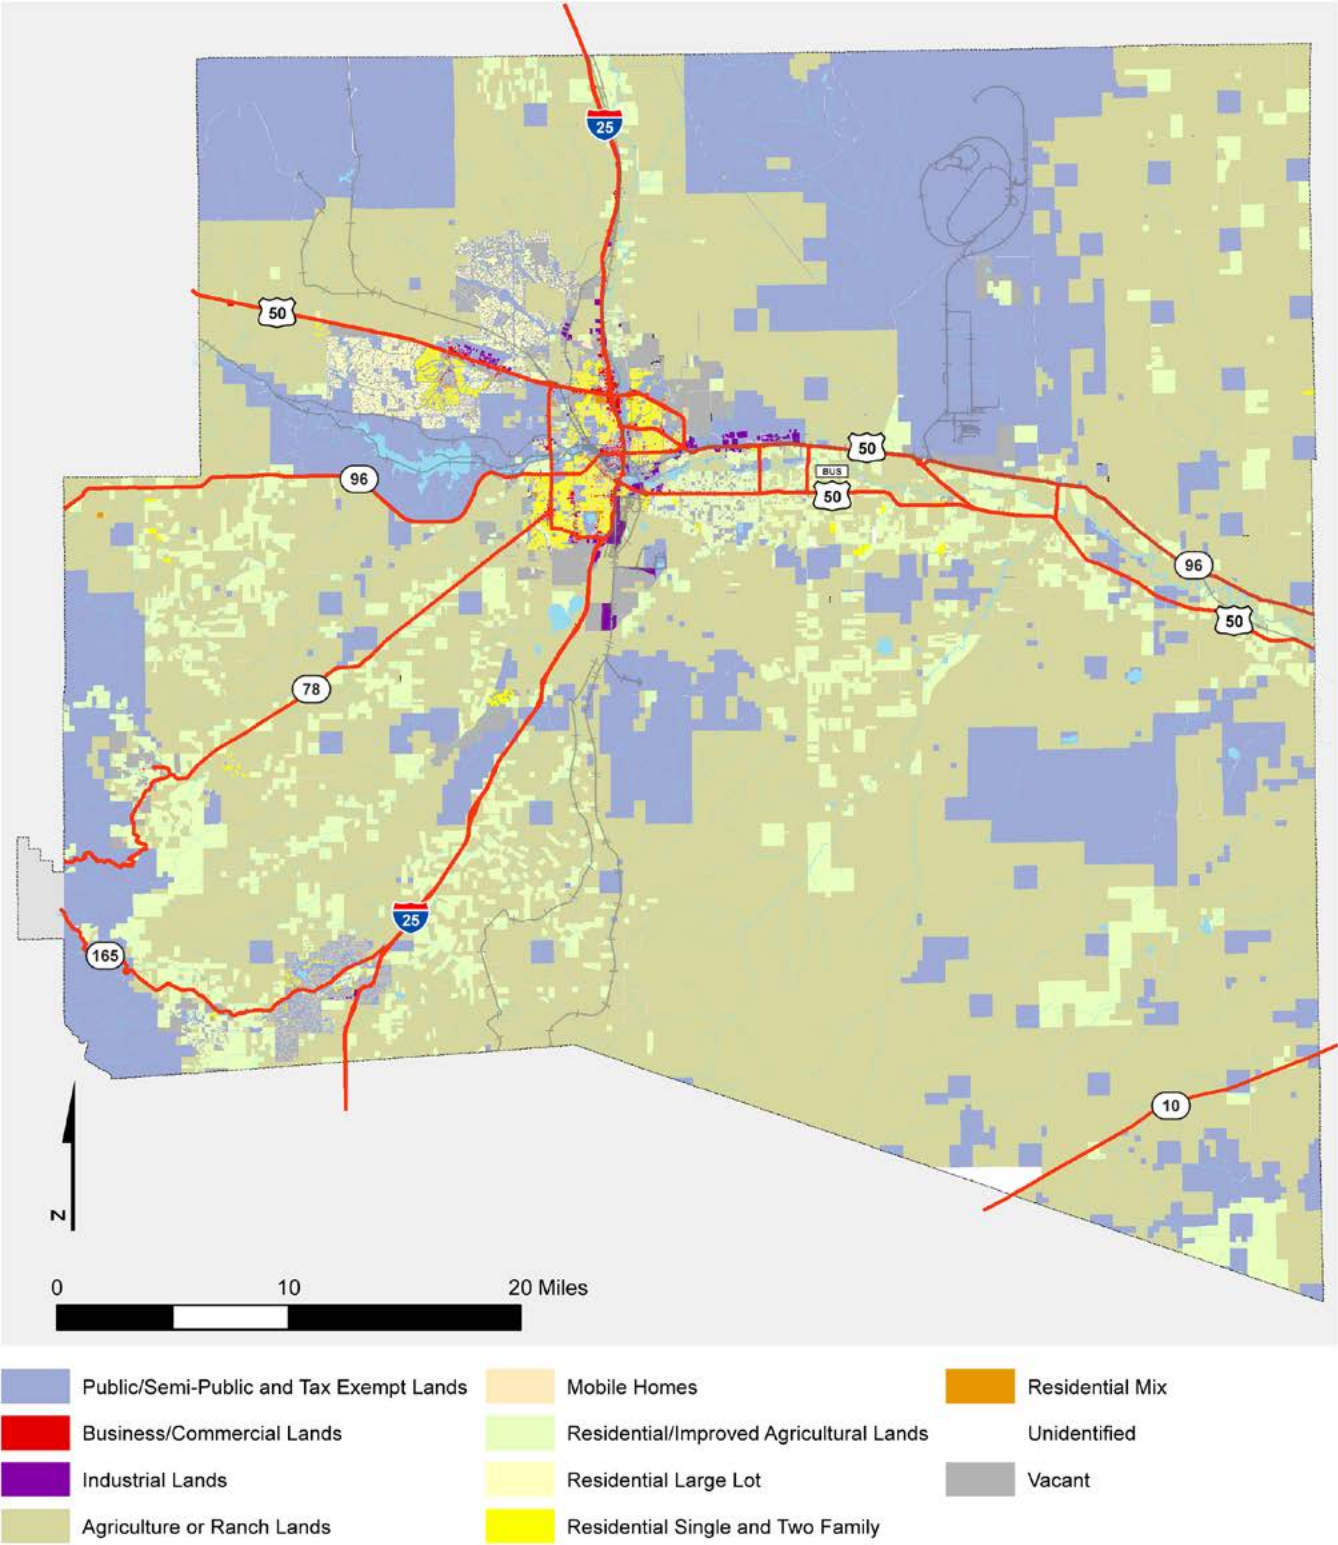 25
50
50
96
BUS
50
96
50
78
25
165
10
N
0 10 20 Miles
Public/Semi-Public and Tax Exempt Lands
Business/Commercial Lands
Industrial Lands
Agriculture or Ranch Lands
Mobile Homes
Residential/Improved Agricultural Lands
Residential Large Lot
Residential Single and Two Family
Residential Mix
Unidentified
Vacant